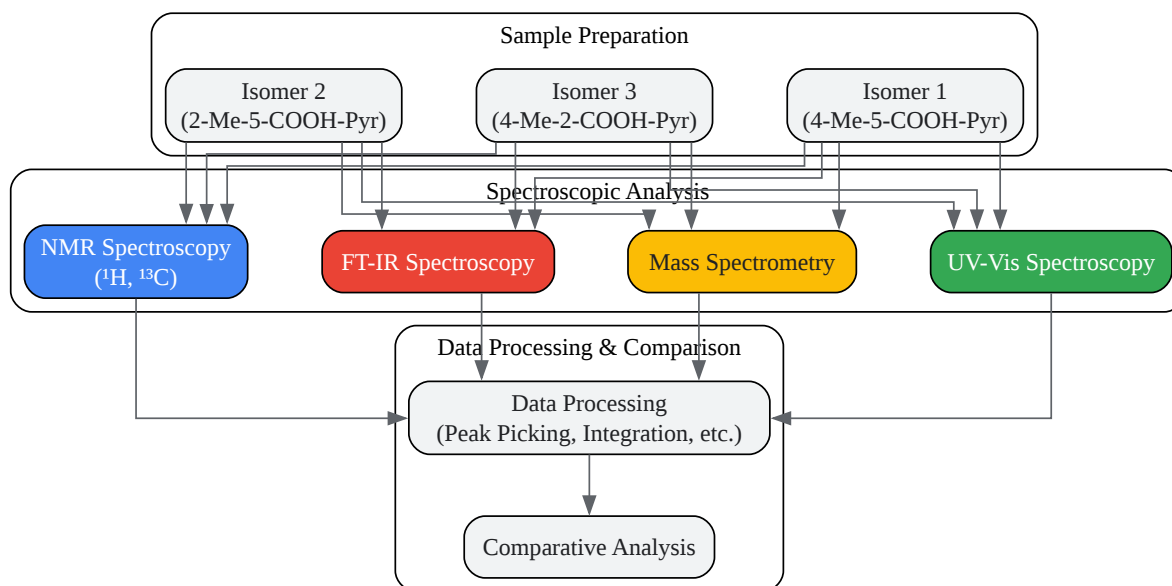 Sample Preparation
Isomer 2
(2-Me-5-COOH-Pyr)
Isomer 3
(4-Me-2-COOH-Pyr)
Isomer 1
(4-Me-5-COOH-Pyr)
Spectroscopic Analysis
NMR Spectroscopy
(¹H, ¹³C)
FT-IR Spectroscopy
Mass Spectrometry
UV-Vis Spectroscopy
Data Processing & Comparison
Data Processing
(Peak Picking, Integration, etc.)
Comparative Analysis